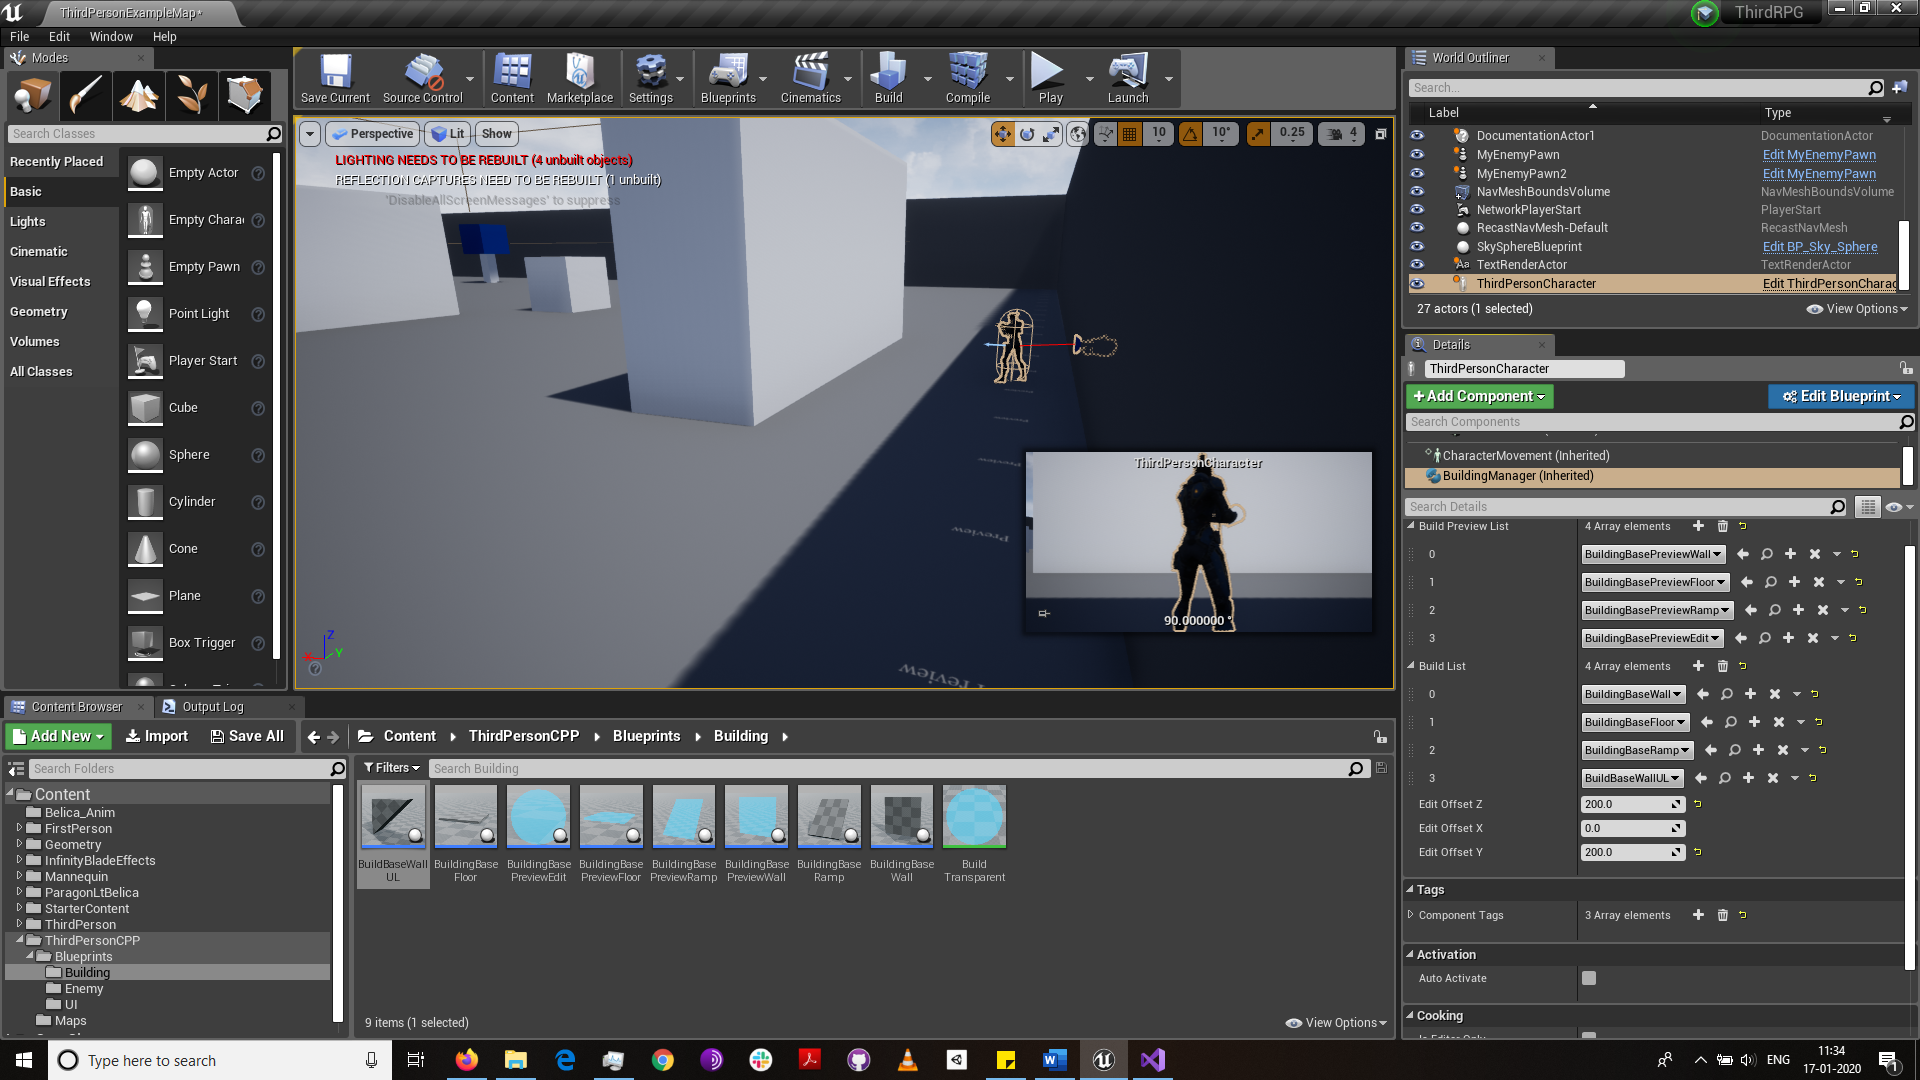 ThirdPersonExampleMap*
ThirdRPG
File Edit Window Help
Modes
Save Current Source Control Content Marketplace Settings Blueprints Cinematics Build Compile Play Launch
Search Classes
Recently Placed
Basic
Lights
Cinematic
Visual Effects
Geometry
Volumes
All Classes
Empty Actor
Empty Chara
Empty Pawn
Point Light
Player Start
Cube
Sphere
Cylinder
Cone
Plane
Box Trigger
Perspective Lit Show
10 10° 0.25 4
LIGHTING NEEDS TO BE REBUILT (4 unbuilt objects)
REFLECTION CAPTURES NEED TO BE REBUILT (1 unbuilt)
'DisableAllScreenMessages' to suppress
Preview
Preview
ThirdPersonCharacter
90.000000 °
Z
X
Y
World Outliner
Search...
Label Type
DocumentationActor1 DocumentationActor
MyEnemyPawn Edit MyEnemyPawn
MyEnemyPawn2 Edit MyEnemyPawn
NavMeshBoundsVolume NavMeshBoundsVolume
NetworkPlayerStart PlayerStart
RecastNavMesh-Default RecastNavMesh
SkySphereBlueprint Edit BP_Sky_Sphere
TextRenderActor TextRenderActor
ThirdPersonCharacter Edit ThirdPersonCharac
27 actors (1 selected) View Options
Details
ThirdPersonCharacter
Add Component Edit Blueprint
Search Components
CharacterMovement (Inherited)
BuildingManager (Inherited)
Search Details
Build Preview List 4 Array elements
0 BuildingBasePreviewWall
1 BuildingBasePreviewFloor
2 BuildingBasePreviewRamp
3 BuildingBasePreviewEdit
Build List 4 Array elements
0 BuildingBaseWall
1 BuildingBaseFloor
2 BuildingBaseRamp
3 BuildBaseWallUL
Edit Offset Z 200.0
Edit Offset X 0.0
Edit Offset Y 200.0
Tags
Component Tags 3 Array elements
Activation
Auto Activate
Cooking
Is Editor Only
Content Browser Output Log
Add New Import Save All Content ThirdPersonCPP Blueprints Building
Search Folders
Filters Search Building
Content
Belica_Anim
FirstPerson
Geometry
InfinityBladeEffects
Mannequin
ParagonLtBelica
StarterContent
ThirdPerson
ThirdPersonCPP
Blueprints
Building
Enemy
UI
Maps
BuildBaseWall UL
BuildingBase Floor
BuildingBase PreviewEdit
BuildingBase PreviewFloor
BuildingBase PreviewRamp
BuildingBase PreviewWall
BuildingBase Ramp
BuildingBase Wall
Build Transparent
9 items (1 selected) View Options
Type here to search
ENG
11:34
17-01-2020
1